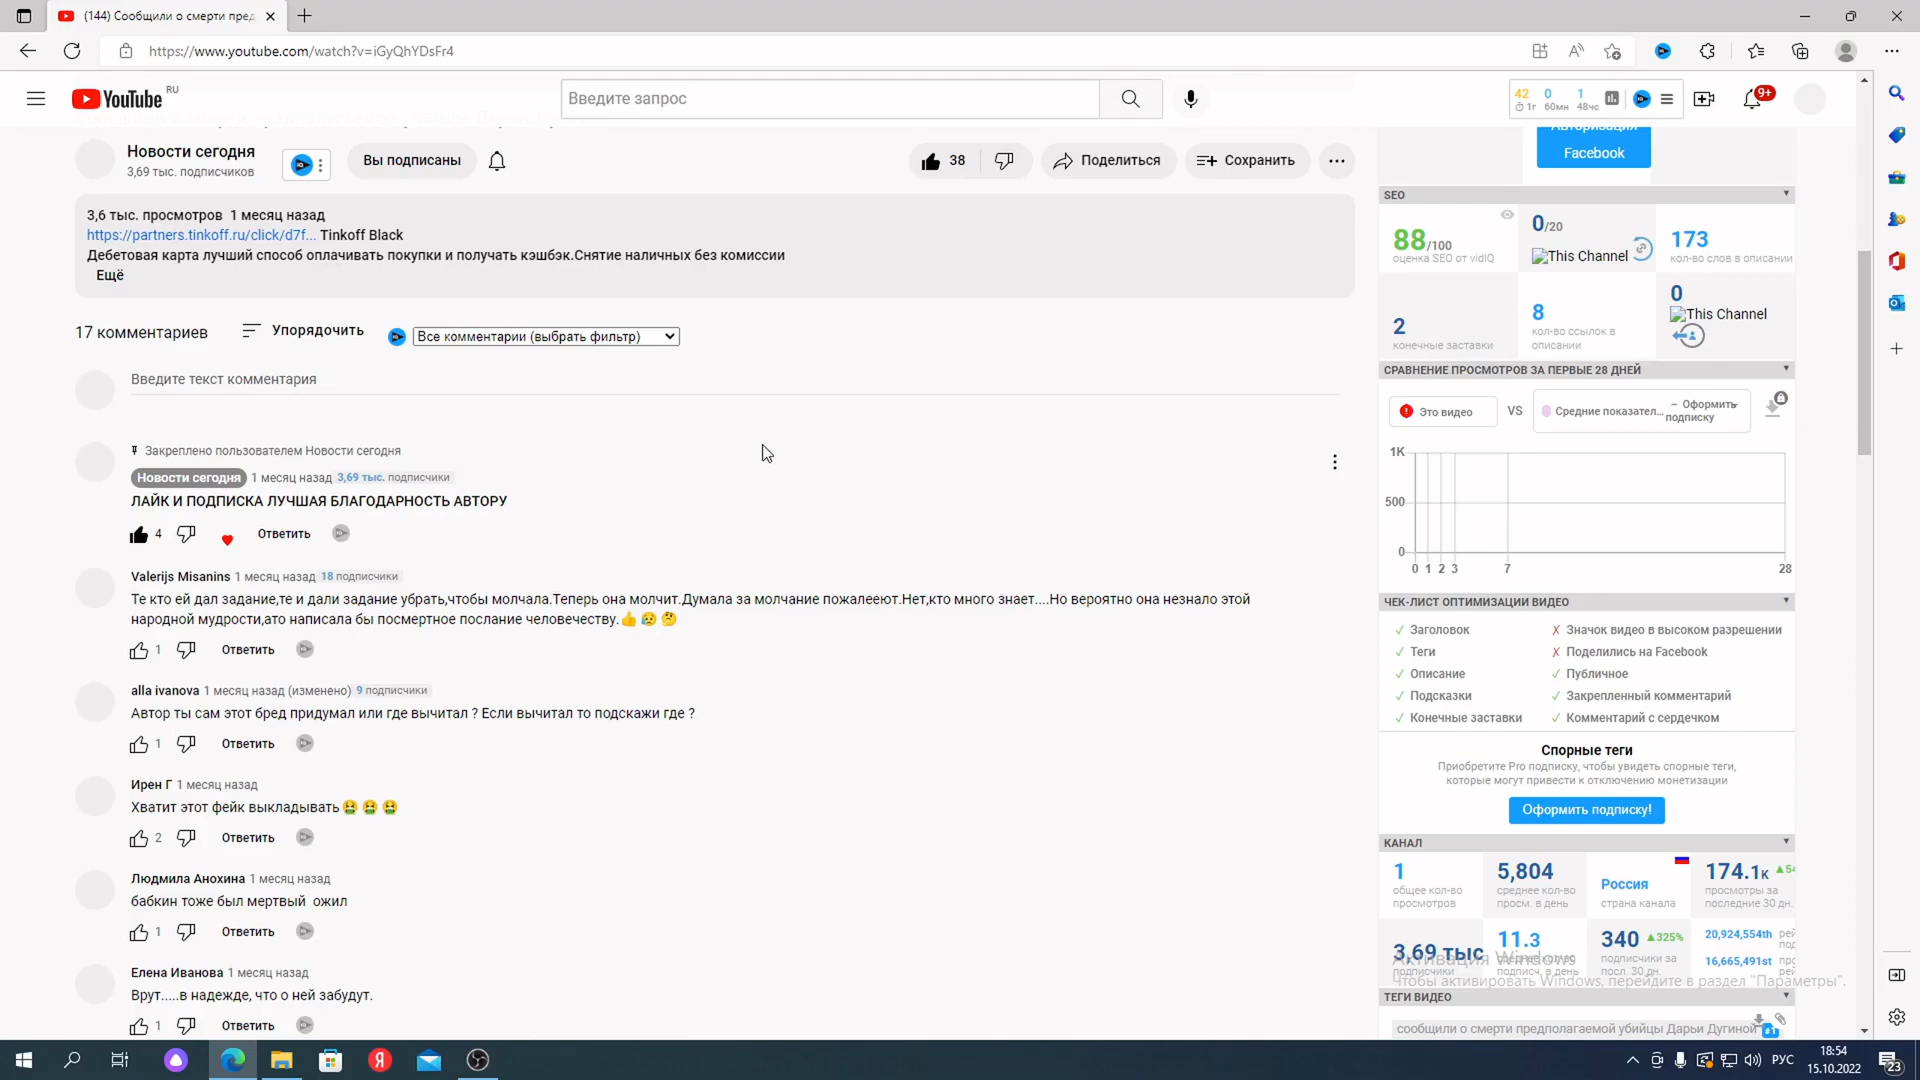 (144) Сообщили о смерти пред
https://www.youtube.com/watch?v=iGyQhYDsFr4
YouTube
RU
Введите запрос
42 0 1
1г 60мн 48чс
9+
Новости сегодня
3,69 тыс. подписчиков
Вы подписаны
38
Поделиться
Сохранить
3,6 тыс. просмотров 1 месяц назад
https://partners.tinkoff.ru/click/d7f... Tinkoff Black
Дебетовая карта лучший способ оплачивать покупки и получать кэшбэк.Снятие наличных без комиссии
Ещё
17 комментариев
Упорядочить
Все комментарии (выбрать фильтр)
Введите текст комментария
Закреплено пользователем Новости сегодня
Новости сегодня 1 месяц назад 3,69 тыс. подписчики
ЛАЙК И ПОДПИСКА ЛУЧШАЯ БЛАГОДАРНОСТЬ АВТОРУ
4 Ответить
Valerijs Misanins 1 месяц назад 18 подписчики
Те кто ей дал задание,те и дали задание убрать,чтобы молчала.Теперь она молчит.Думала за молчание пожалееют.Нет,кто много знает....Но вероятно она незнало этой
народной мудрости,ато написала бы посмертное послание человечеству.👍 😥 🤔
1 Ответить
alla ivanova 1 месяц назад (изменено) 9 подписчики
Автор ты сам этот бред придумал или где вычитал ? Если вычитал то подскажи где ?
1 Ответить
Ирен Г 1 месяц назад
Хватит этот фейк выкладывать🤮 🤮 🤮
2 Ответить
Людмила Анохина 1 месяц назад
бабкин тоже был мертвый ожил
1 Ответить
Елена Иванова 1 месяц назад
Врут.....в надежде, что о ней забудут.
1 Ответить
Авторизация
Facebook
SEO
88/100
оценка SEO от vidIQ
0/20
This Channel
173
кол-во слов в описании
2
конечные заставки
8
кол-во ссылок в
описании
0
This Channel
СРАВНЕНИЕ ПРОСМОТРОВ ЗА ПЕРВЫЕ 28 ДНЕЙ
Это видео
VS
Средние показател...
– Оформить
подписку
1K
500
0
0 1 2 3 7 28
ЧЕК-ЛИСТ ОПТИМИЗАЦИИ ВИДЕО
✓ Заголовок
✗ Значок видео в высоком разрешении
✓ Теги
✗ Поделились на Facebook
✓ Описание
✓ Публичное
✓ Подсказки
✓ Закрепленный комментарий
✓ Конечные заставки
✓ Комментарий с сердечком
Спорные теги
Приобретите Pro подписку, чтобы увидеть спорные теги,
которые могут привести к отключению монетизации
Оформить подписку!
КАНАЛ
1
общее кол-во
просмотров
5,804
среднее кол-во
просм. в день
Россия
страна канала
174.1к ▲54
просмотры за
последние 30 дн.
3,69 тыс
подписчики
11.3
подписч. в день
340 ▲325%
подписчики за
посл. 30 дн.
20,924,554th
16,665,491st
Активация Windows
Чтобы активировать Windows, перейдите в раздел "Параметры".
ТЕГИ ВИДЕО
сообщили о смерти предполагаемой убийцы Дарьи Дугиной
#1
Я
РУС
18:54
15.10.2022
23